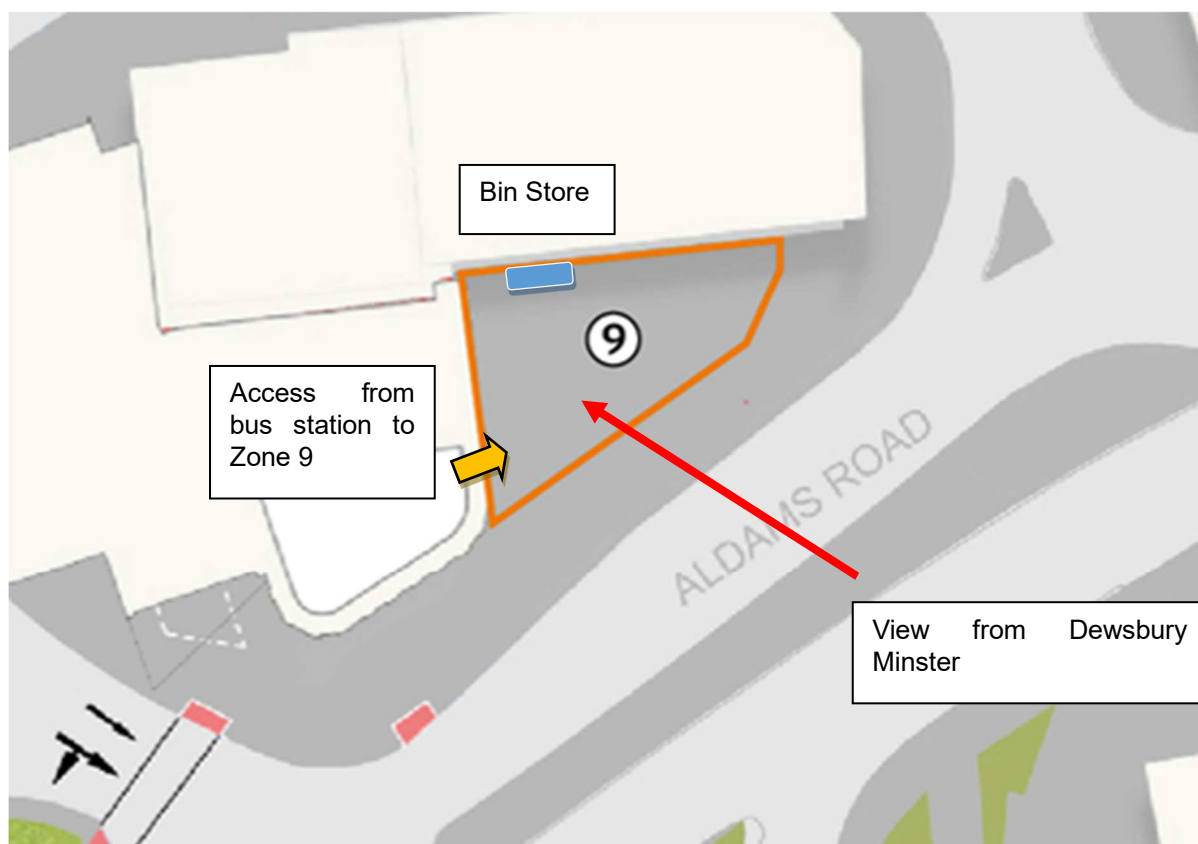 Bin Store
9
Access from
bus station to
Zone 9
ALDAMS ROAD
View from Dewsbury
Minster